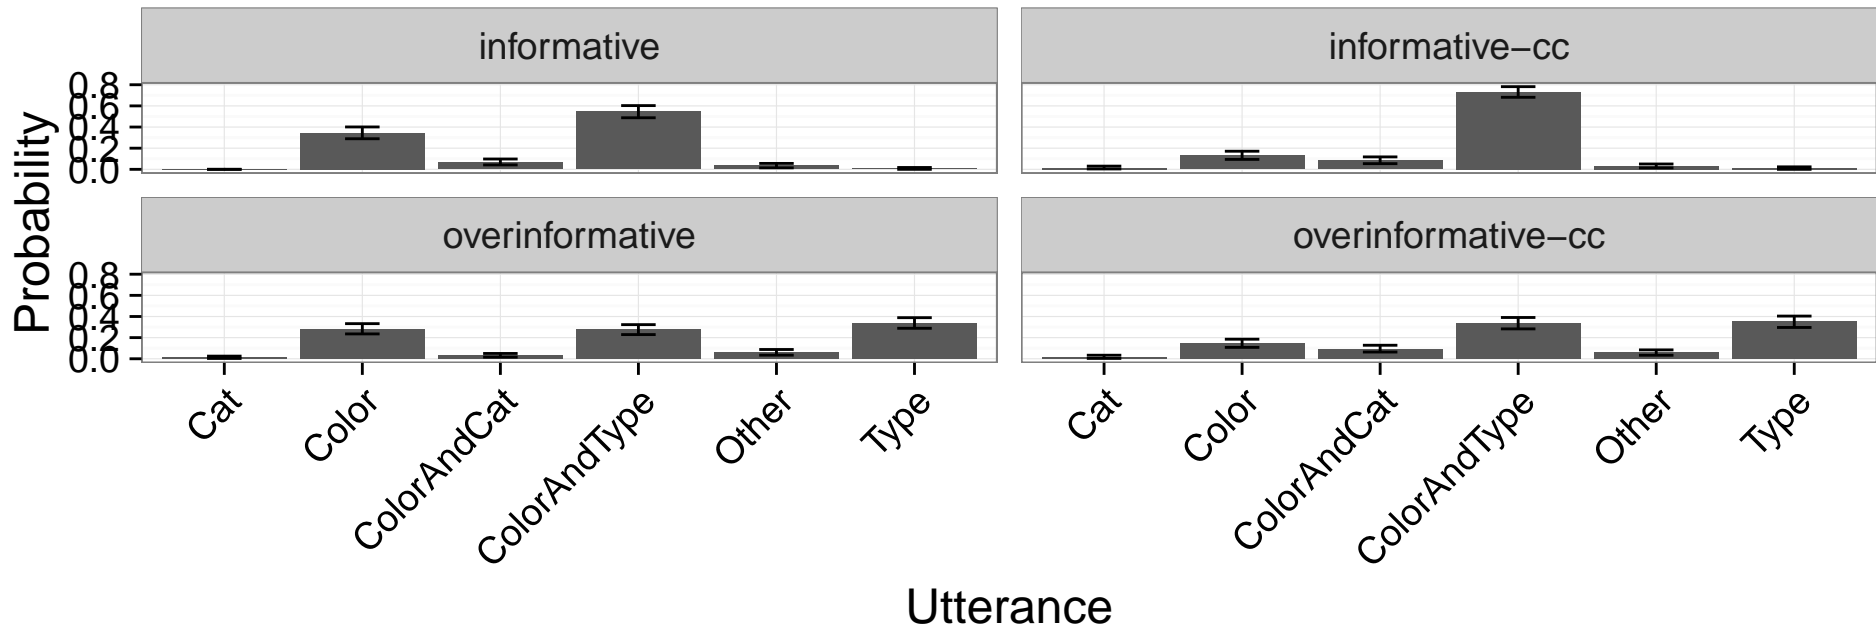 informative
informative−cc
0.8
0.6
0.4
0.2
0.0
overinformative
overinformative−cc
0.8
0.6
0.4
0.2
0.0
Probability
Cat
Color
ColorAndCat
ColorAndType
Other
Type
Cat
Color
ColorAndCat
ColorAndType
Other
Type
Utterance